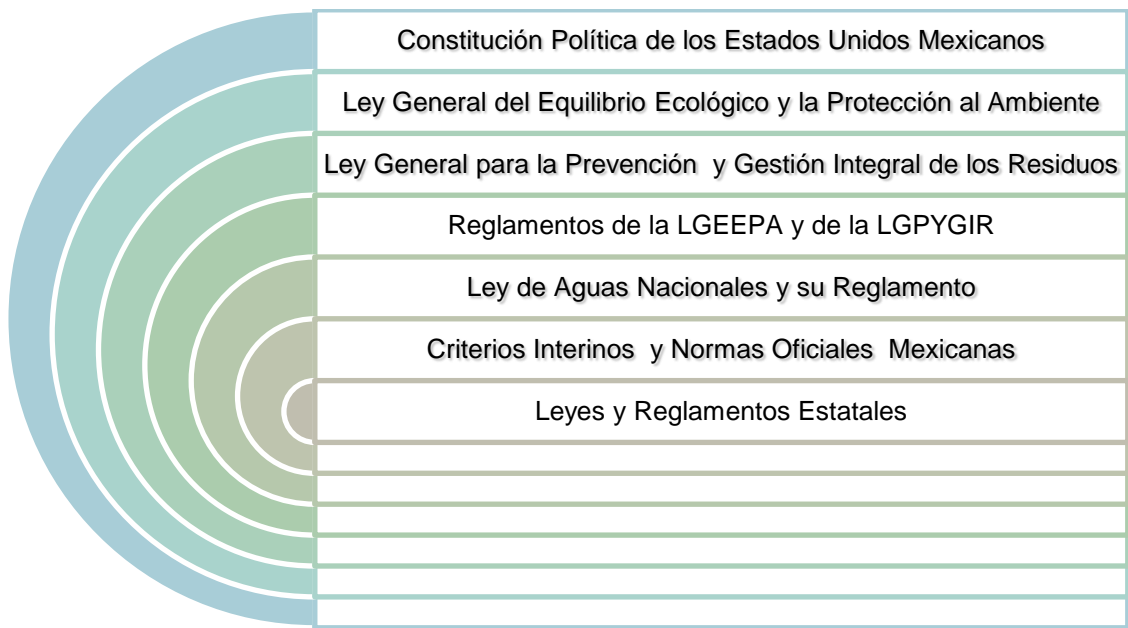 Constitución Política de los Estados Unidos Mexicanos
Ley General del Equilibrio Ecológico y la Protección al Ambiente
Ley General para la Prevención y Gestión Integral de los Residuos
Reglamentos de la LGEEPA y de la LGPYGIR
Ley de Aguas Nacionales y su Reglamento
Criterios Interinos y Normas Oficiales Mexicanas
Leyes y Reglamentos Estatales